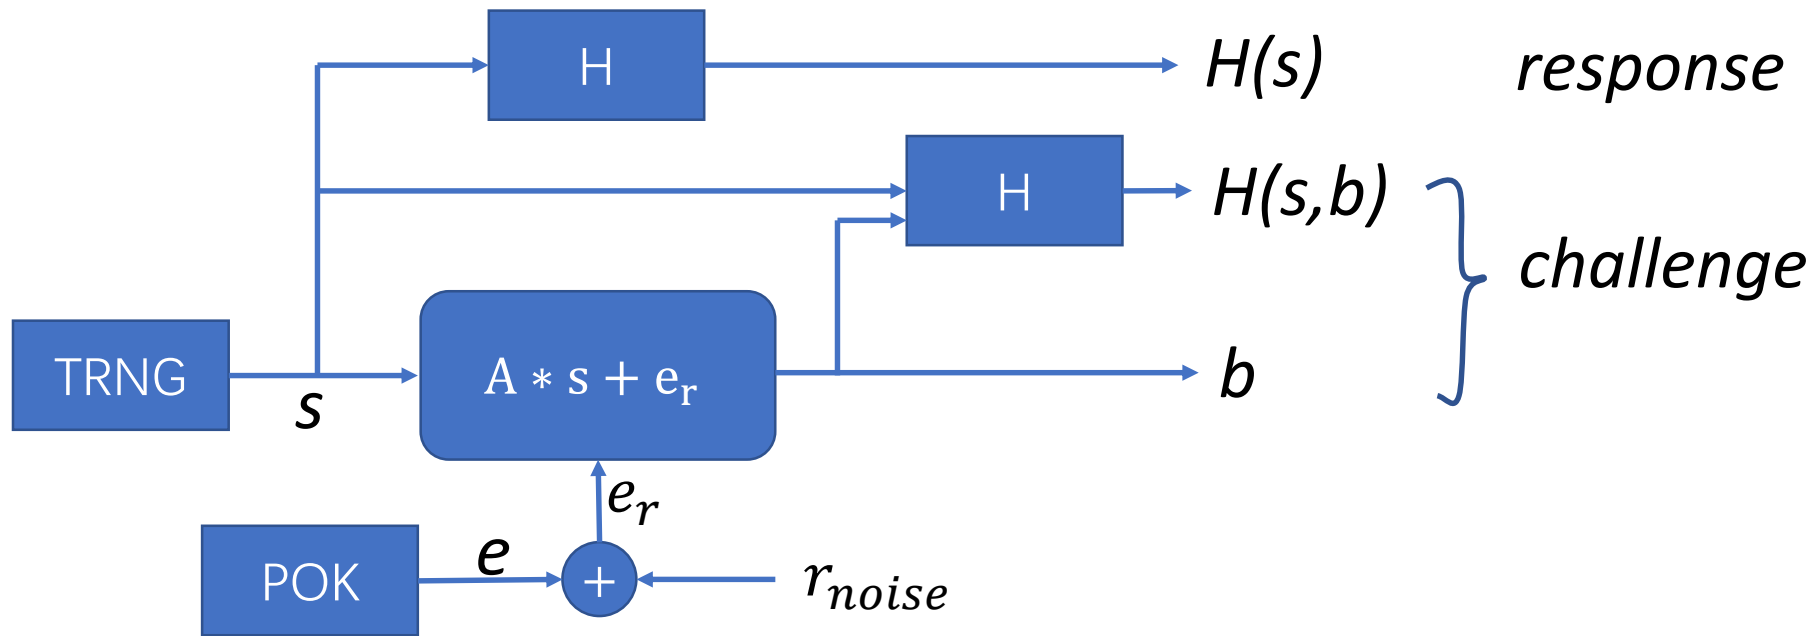 H
H(s)
response
H
H(s,b)
challenge
TRNG
s
A * s + e_r
b
e_r
POK
e
+
r_noise